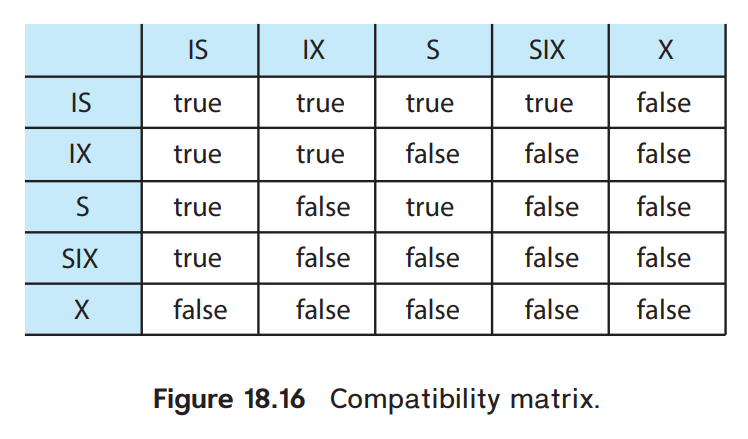 IS IX S SIX X
IS true true true true false
IX true true false false false
S true false true false false
SIX true false false false false
X false false false false false
Figure 18.16 Compatibility matrix.